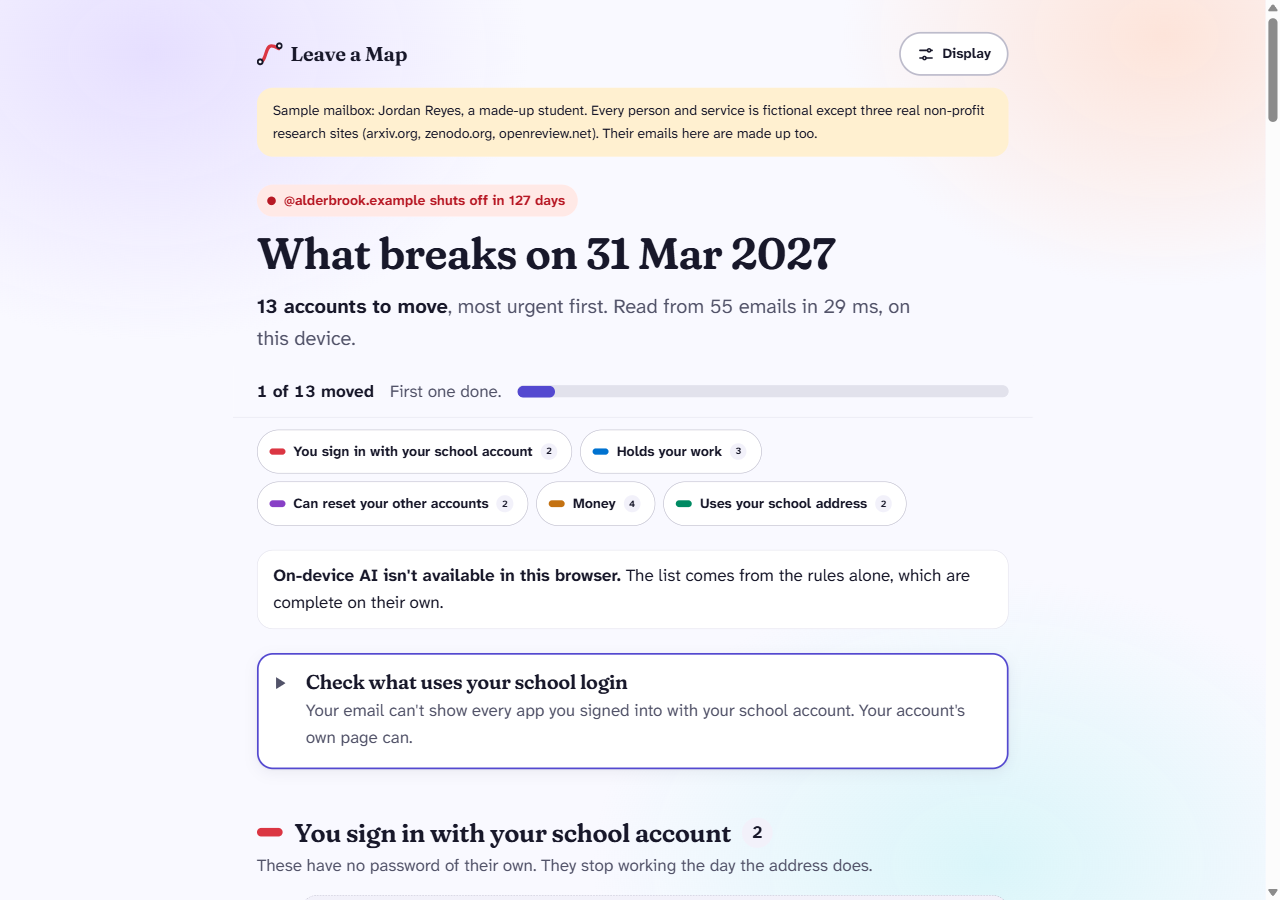 Leave a Map
Display
Sample mailbox: Jordan Reyes, a made-up student. Every person and service is fictional except three real non-profit
research sites (arxiv.org, zenodo.org, openreview.net). Their emails here are made up too.
@alderbrook.example shuts off in 127 days
What breaks on 31 Mar 2027
13 accounts to move, most urgent first. Read from 55 emails in 29 ms, on
this device.
1 of 13 moved First one done.
You sign in with your school account 2
Holds your work 3
Can reset your other accounts 2
Money 4
Uses your school address 2
On-device AI isn't available in this browser. The list comes from the rules alone, which are
complete on their own.
Check what uses your school login
Your email can't show every app you signed into with your school account. Your account's
own page can.
You sign in with your school account 2
These have no password of their own. They stop working the day the address does.